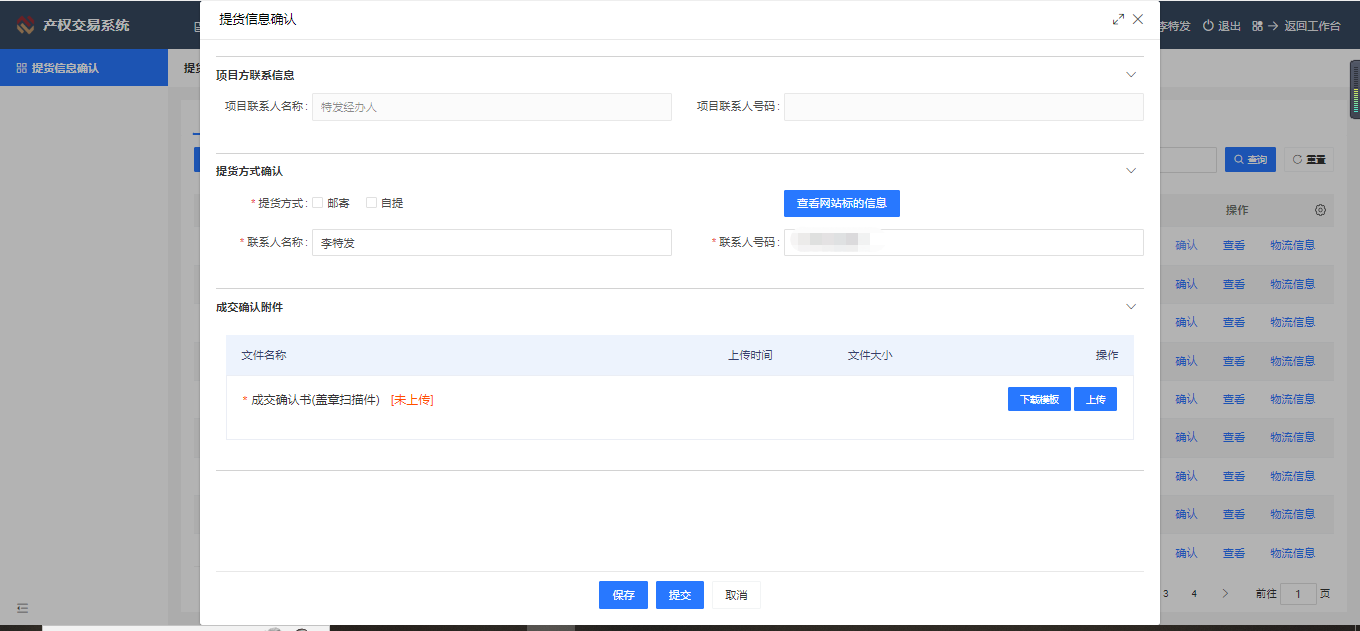 产权交易系统
提货信息确认
李特发 退出 返回工作台
提货信息确认
项目方联系信息
项目联系人名称: 特发经办人 项目联系人号码:
查询 重置
提货方式确认
* 提货方式: 邮寄 自提 查看网站标的信息
操作
* 联系人名称: 李特发 * 联系人号码:
确认 查看 物流信息
确认 查看 物流信息
成交确认附件
确认 查看 物流信息
文件名称 上传时间 文件大小 操作
确认 查看 物流信息
* 成交确认书(盖章扫描件) [未上传] 下载模板 上传
确认 查看 物流信息
确认 查看 物流信息
确认 查看 物流信息
确认 查看 物流信息
确认 查看 物流信息
保存 提交 取消
3 4 前往 1 页